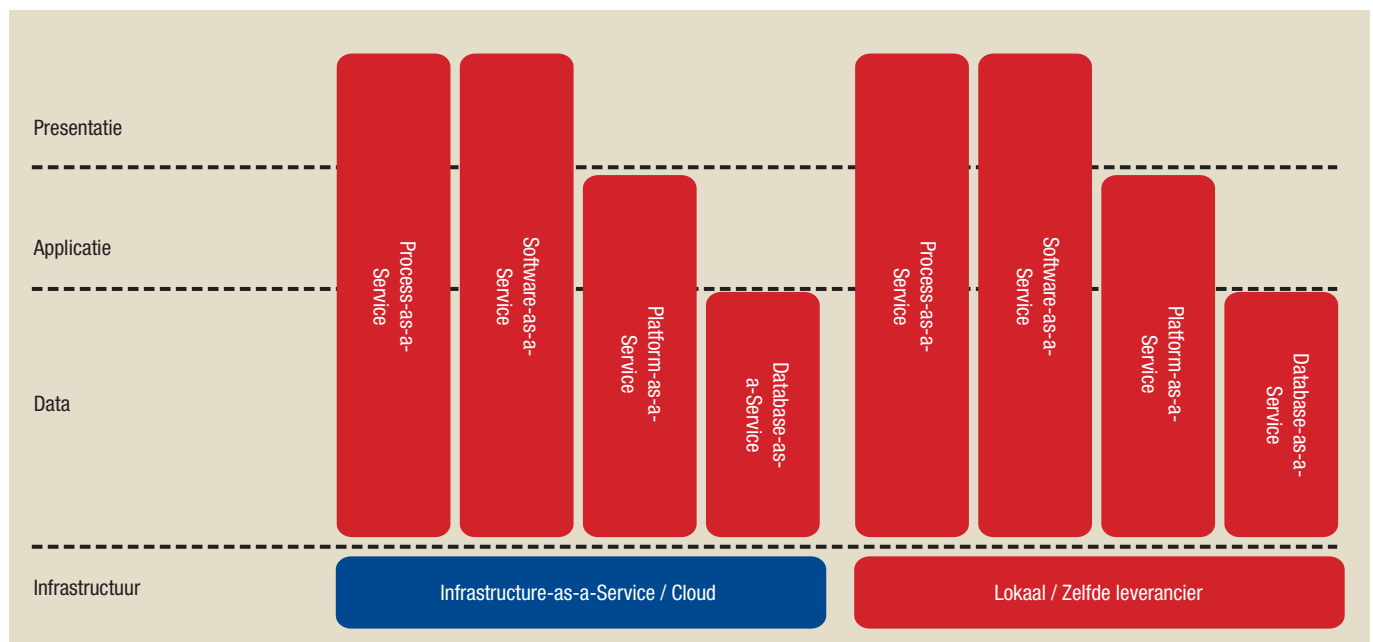 Presentatie
Applicatie
Data
Infrastructuur
Process-as-a-
Service
Software-as-a-
Service
Platform-as-a-
Service
Database-as-
a-Service
Process-as-a-
Service
Software-as-a-
Service
Platform-as-a-
Service
Database-as-a-
Service
Infrastructure-as-a-Service / Cloud
Lokaal / Zelfde leverancier